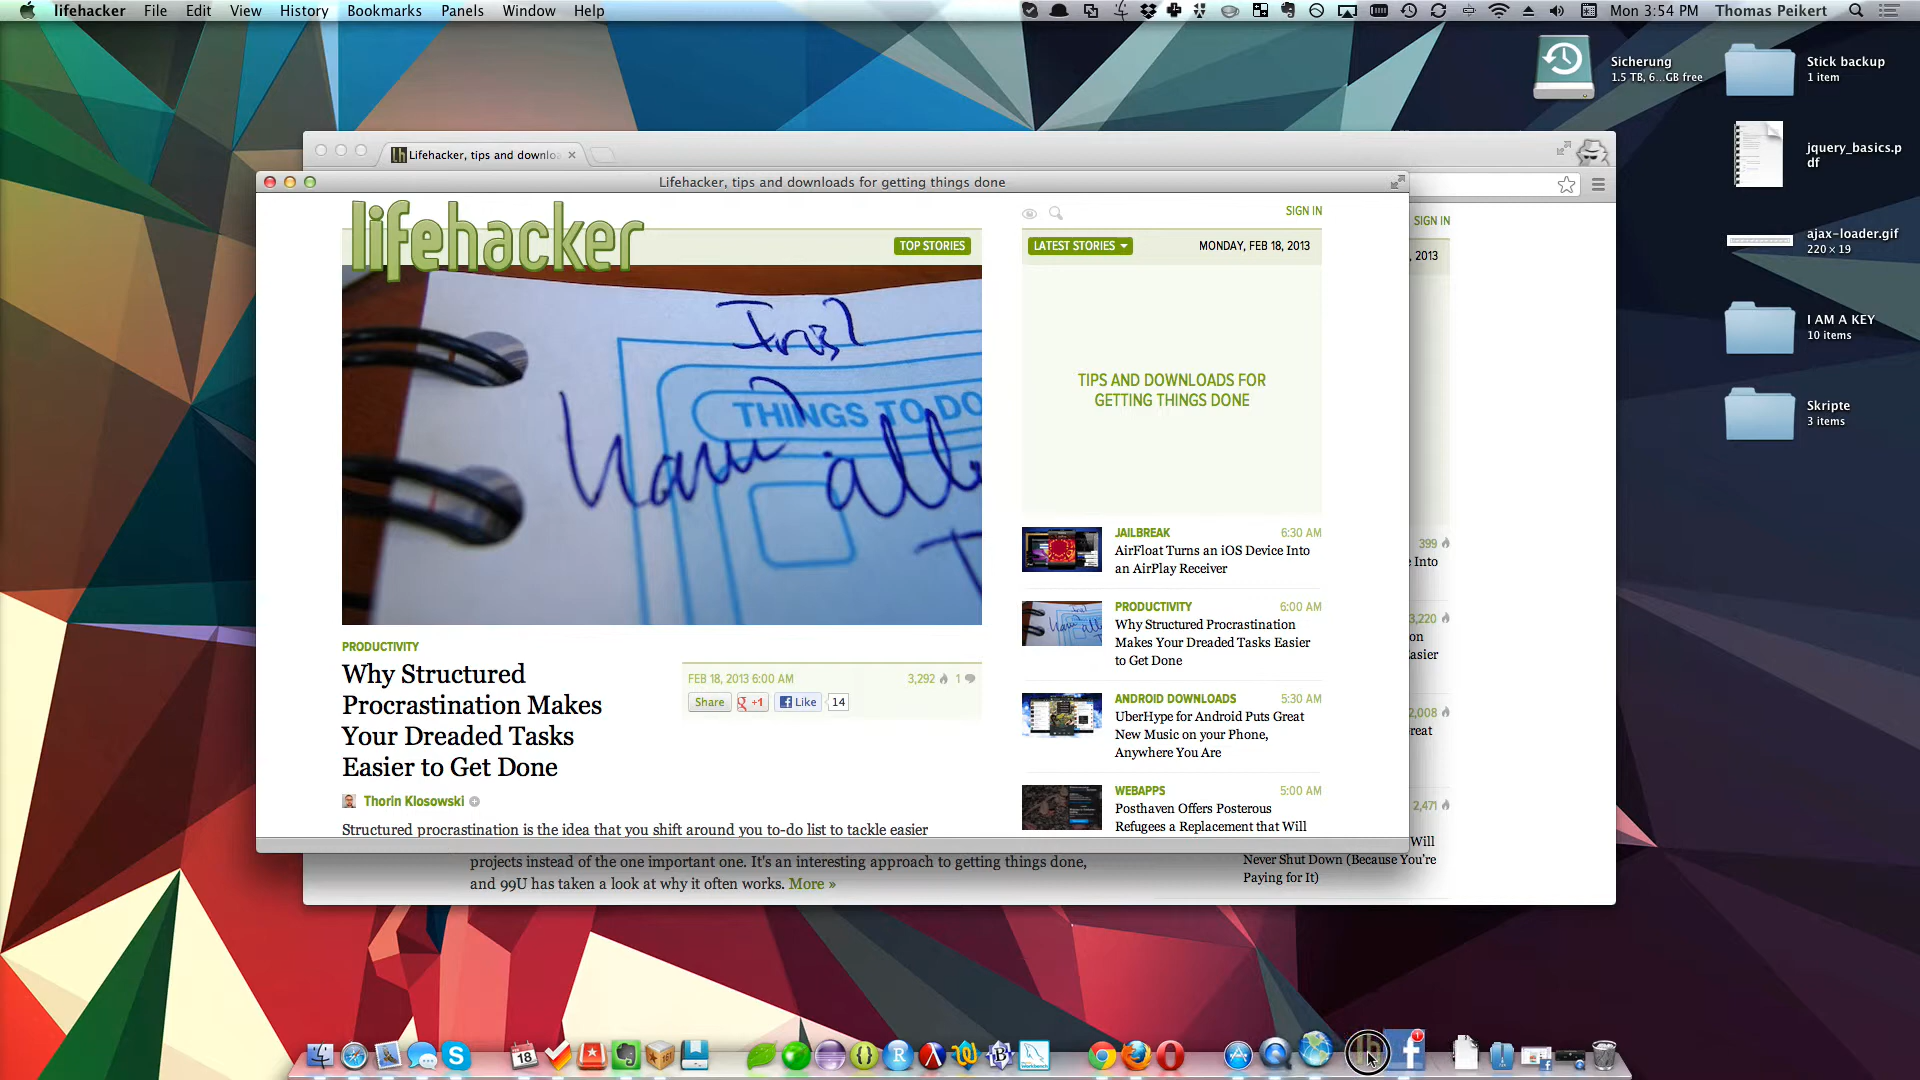 lifehacker File Edit View History Bookmarks Panels Window Help
Mon 3:54 PM Thomas Peikert
Sicherung
1.5 TB, 6...GB free
Stick backup
1 item
jquery_basics.p
df
ajax-loader.gif
220 × 19
I AM A KEY
10 items
Skripte
3 items
Lifehacker, tips and downlo
Lifehacker, tips and downloads for getting things done
lifehacker
TOP STORIES
SIGN IN
LATEST STORIES
MONDAY, FEB 18, 2013
THINGS TO DO
TIPS AND DOWNLOADS FOR
GETTING THINGS DONE
PRODUCTIVITY
Why Structured
Procrastination Makes
Your Dreaded Tasks
Easier to Get Done
FEB 18, 2013 6:00 AM
3,292 1
Share +1 Like 14
Thorin Klosowski
Structured procrastination is the idea that you shift around you to-do list to tackle easier
JAILBREAK 6:30 AM
AirFloat Turns an iOS Device Into
an AirPlay Receiver
PRODUCTIVITY 6:00 AM
Why Structured Procrastination
Makes Your Dreaded Tasks Easier
to Get Done
ANDROID DOWNLOADS 5:30 AM
UberHype for Android Puts Great
New Music on your Phone,
Anywhere You Are
WEBAPPS 5:00 AM
Posthaven Offers Posterous
Refugees a Replacement that Will
SIGN IN
, 2013
399
e Into
3,220
on
Easier
2,008
reat
2,471
Will
Never Shut Down (Because You're
Paying for It)
projects instead of the one important one. It's an interesting approach to getting things done,
and 99U has taken a look at why it often works. More »
18
1